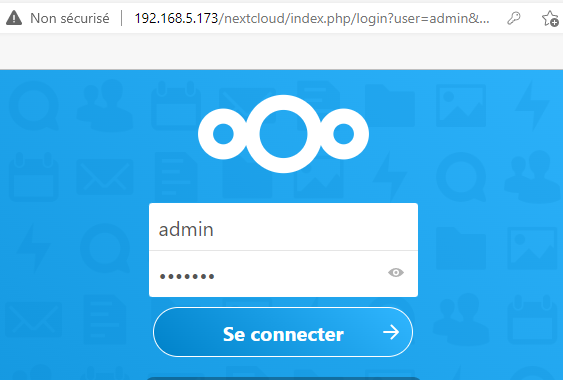 Non sécurisé | 192.168.5.173/nextcloud/index.php/login?user=admin&...
admin
•••••••
Se connecter